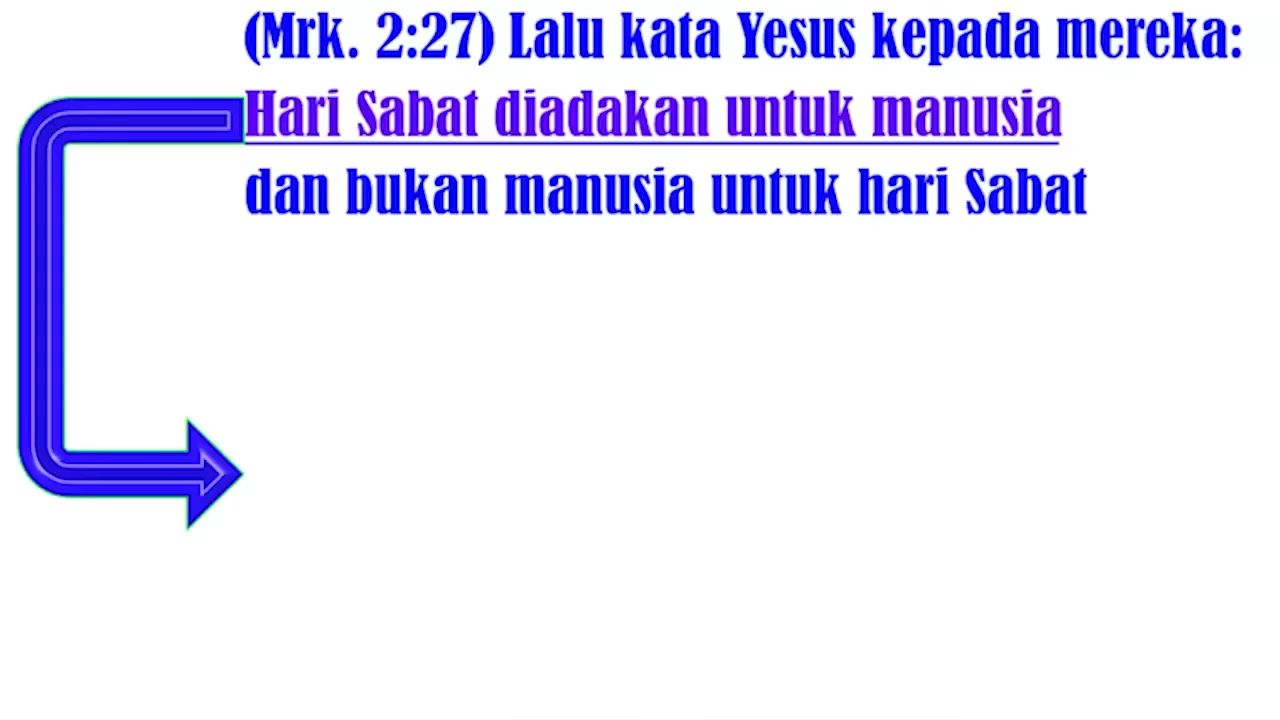 (Mrk. 2:27) Lalu kata Yesus kepada mereka:
Hari Sabat diadakan untuk manusia
dan bukan manusia untuk hari Sabat